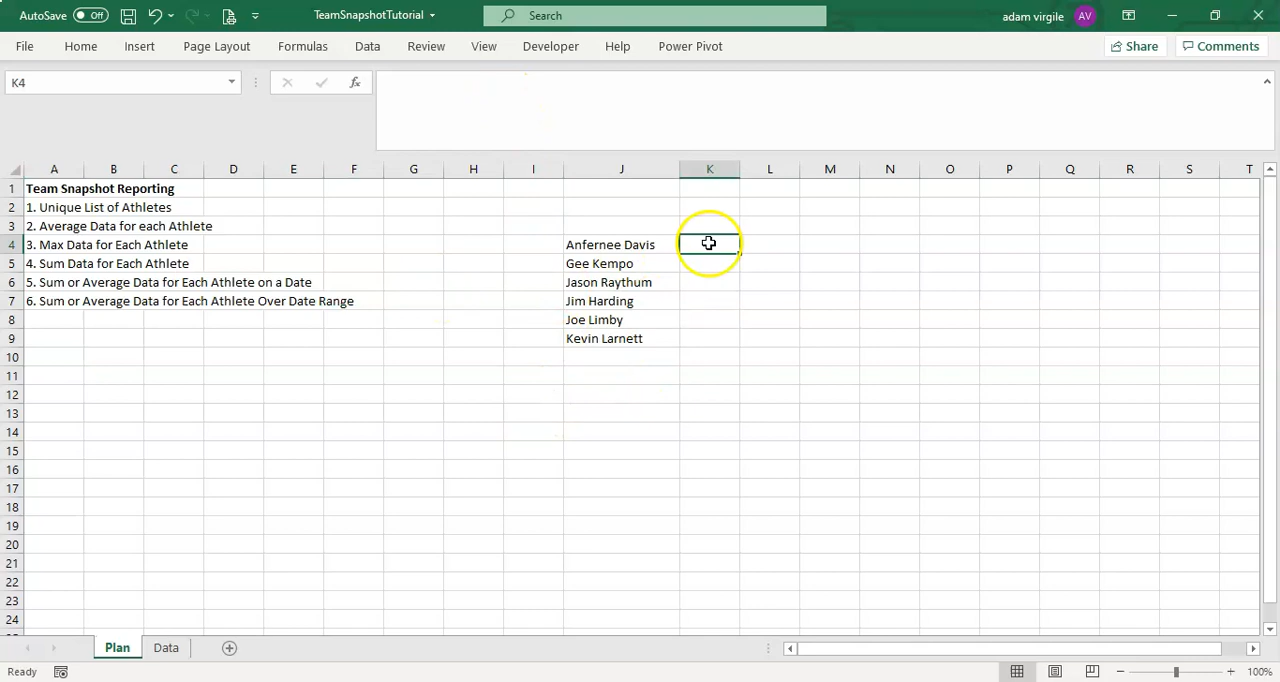 AutoSave Off TeamSnapshotTutorial Search adam virgile AV
File Home Insert Page Layout Formulas Data Review View Developer Help Power Pivot Share Comments
K4 fx
A B C D E F G H I J K L M N O P Q R S T
1 Team Snapshot Reporting
2 1. Unique List of Athletes
3 2. Average Data for each Athlete
4 3. Max Data for Each Athlete Anfernee Davis
5 4. Sum Data for Each Athlete Gee Kempo
6 5. Sum or Average Data for Each Athlete on a Date Jason Raythum
7 6. Sum or Average Data for Each Athlete Over Date Range Jim Harding
8 Joe Limby
9 Kevin Larnett
10
11
12
13
14
15
16
17
18
19
20
21
22
23
24
Plan Data
Ready 100%